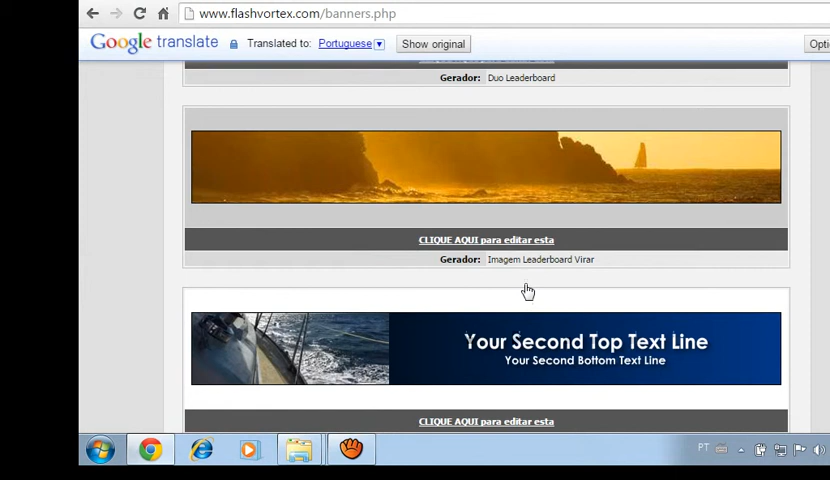 www.flashvortex.com/banners.php
Google translate Translated to: Portuguese Show original
Gerador: Duo Leaderboard
CLIQUE AQUI para editar esta
Gerador: Imagem Leaderboard Virar
Your Second Top Text Line
Your Second Bottom Text Line
CLIQUE AQUI para editar esta
PT